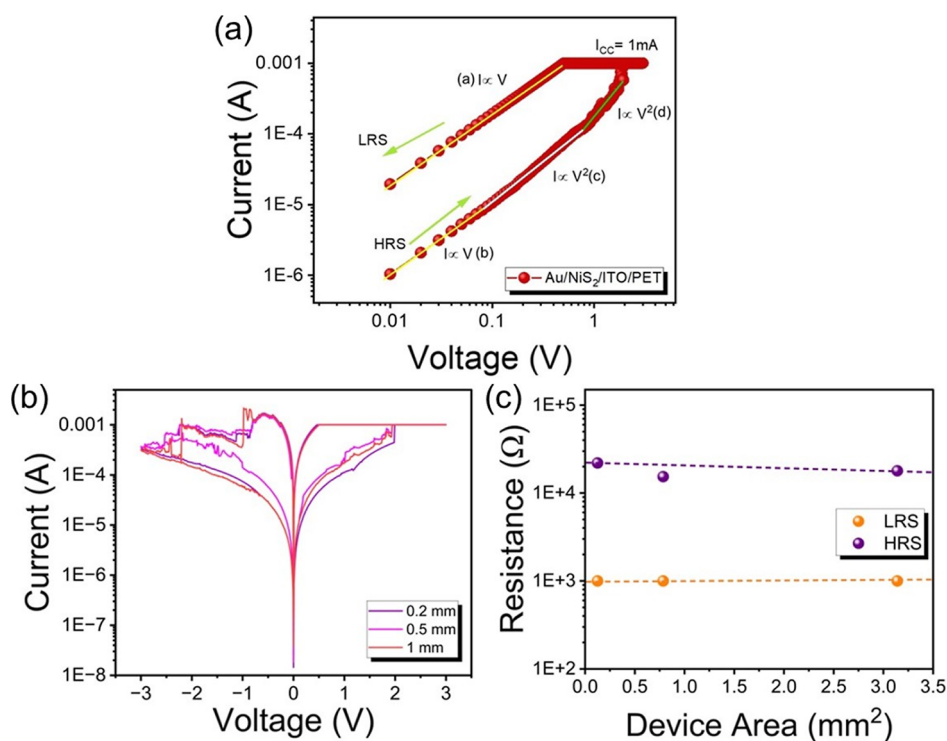 (a)
Current (A)
0.001
1E-4
1E-5
1E-6
I_CC= 1mA
(a) I∝ V
LRS
I∝ V²(d)
I∝ V²(c)
HRS
I∝ V (b)
Au/NiS₂/ITO/PET
0.01 0.1 1
Voltage (V)
(b)
Current (A)
0.001
1E-4
1E-5
1E-6
1E-7
1E-8
0.2 mm
0.5 mm
1 mm
−3 −2 −1 0 1 2 3
Voltage (V)
(c)
Resistance (Ω)
1E+5
1E+4
1E+3
1E+2
LRS
HRS
0.0 0.5 1.0 1.5 2.0 2.5 3.0 3.5
Device Area (mm²)